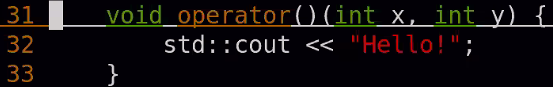 31     void operator()(int x, int y) {
32         std::cout << "Hello!";
33     }